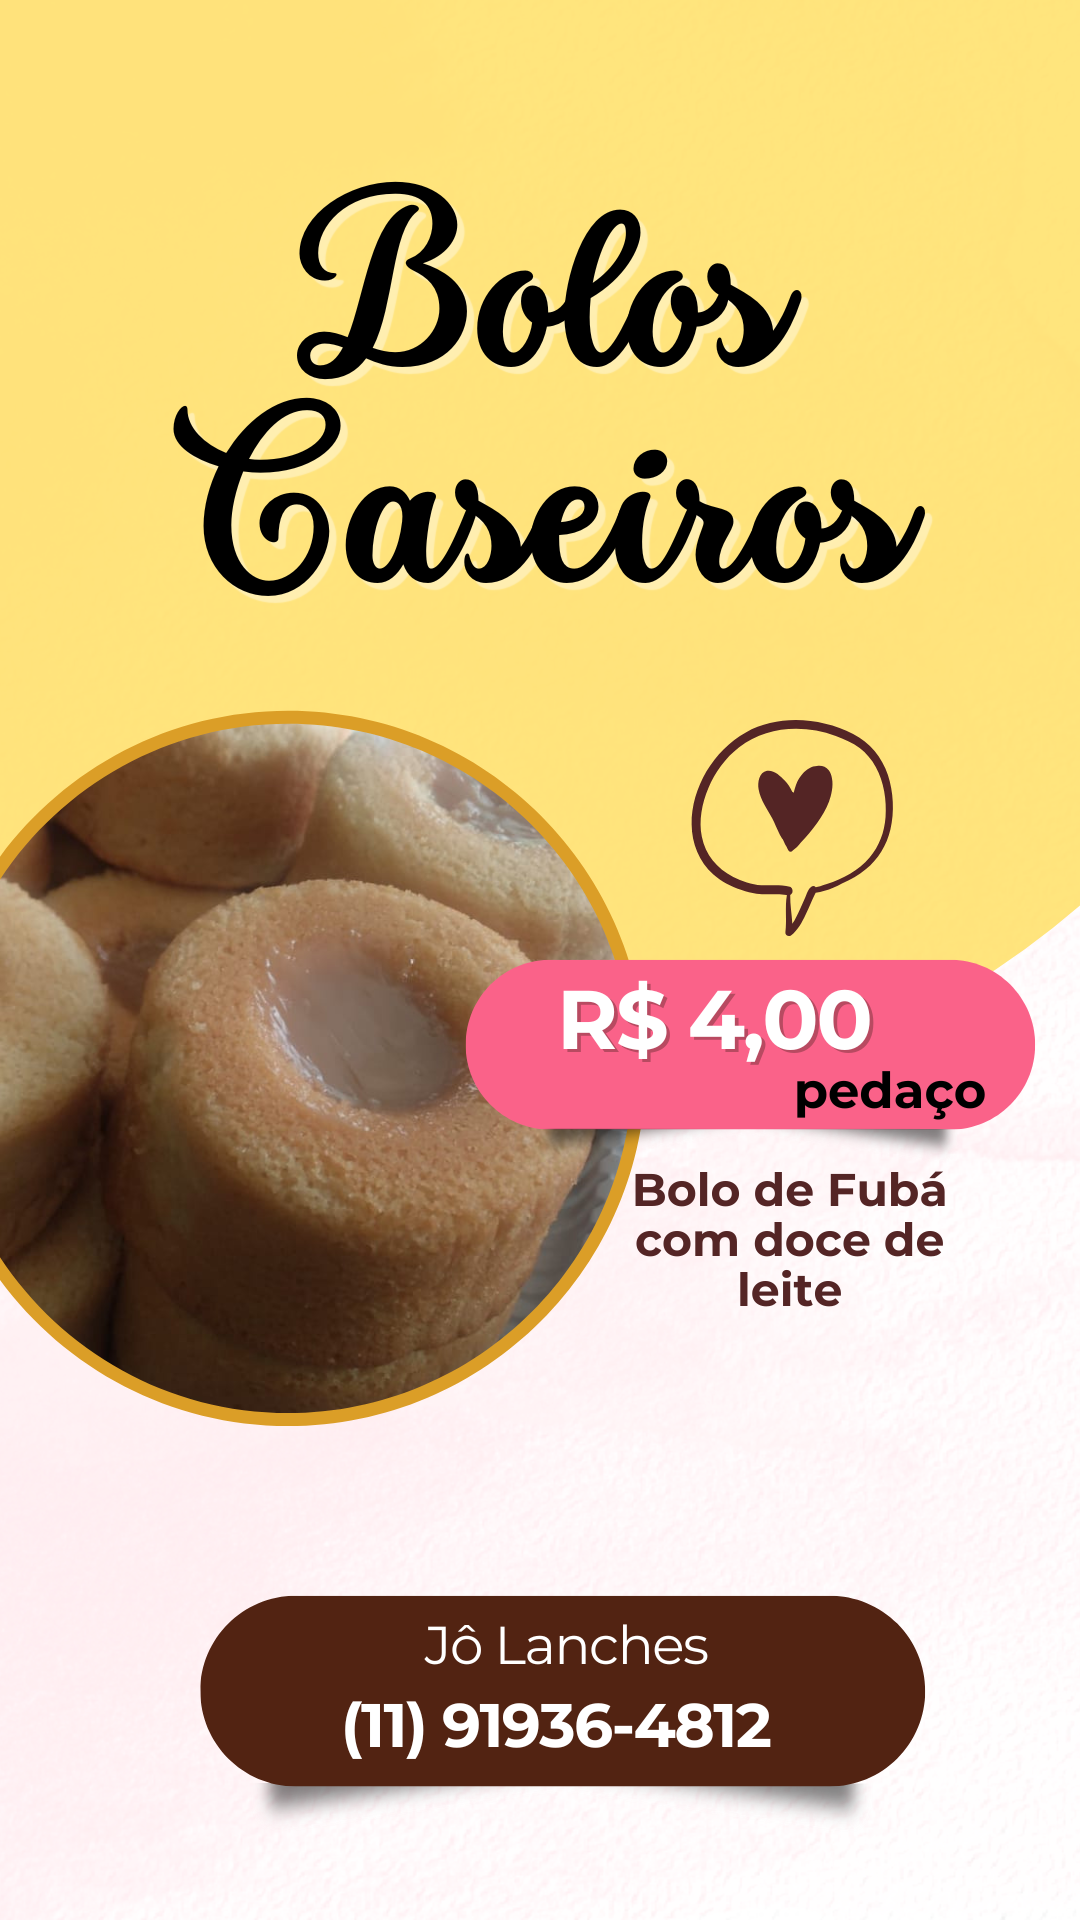 Bolos
Caseiros
R$ 4,00
pedaço
Bolo de Fubá
com doce de
leite
Jô Lanches
(11) 91936-4812